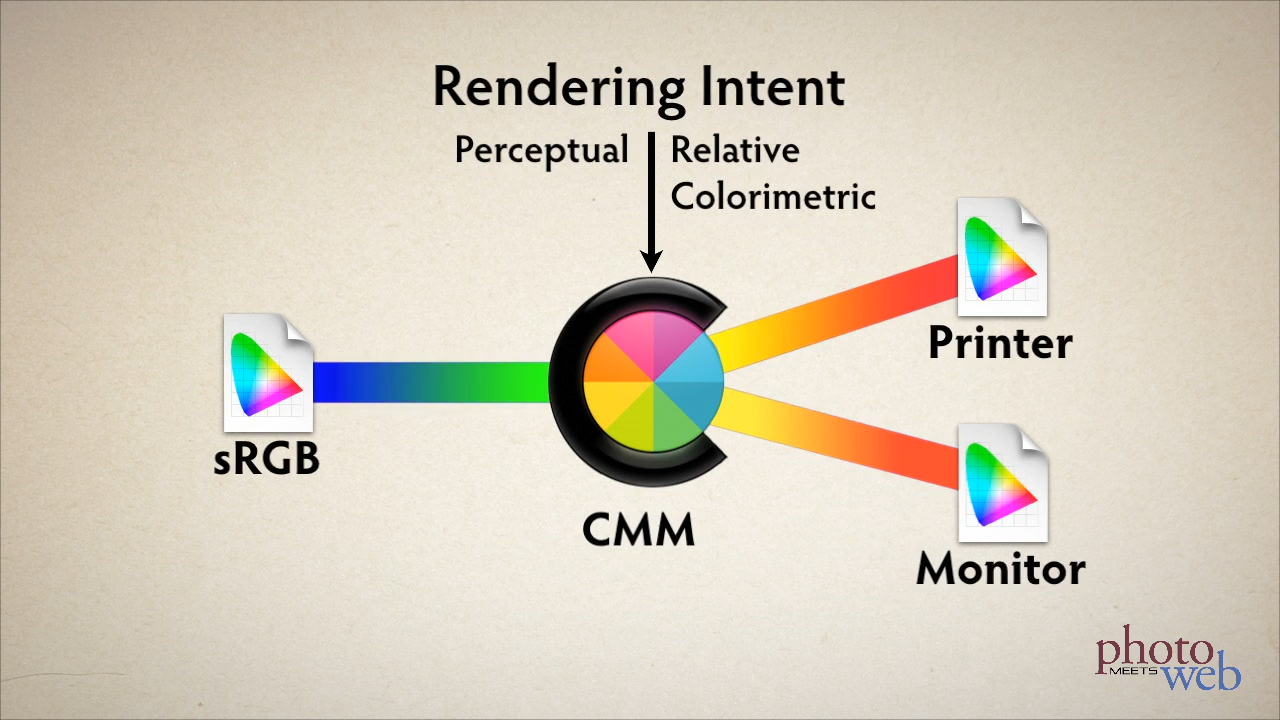 Rendering Intent
Perceptual
Relative
Colorimetric
Printer
sRGB
CMM
Monitor
photo
MEETS
web